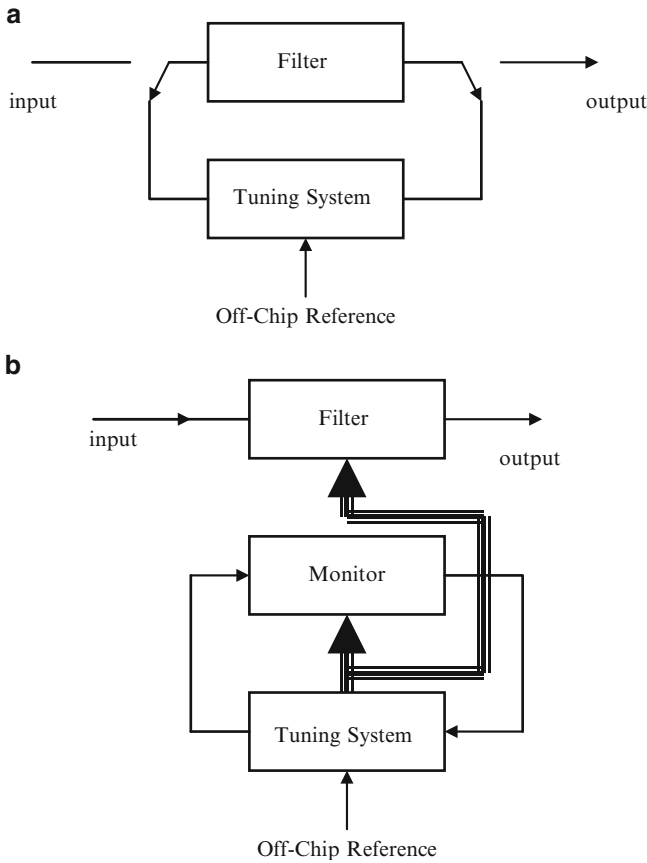 a
Filter
input
output
Tuning System
Off-Chip Reference
b
Filter
input
output
Monitor
Tuning System
Off-Chip Reference